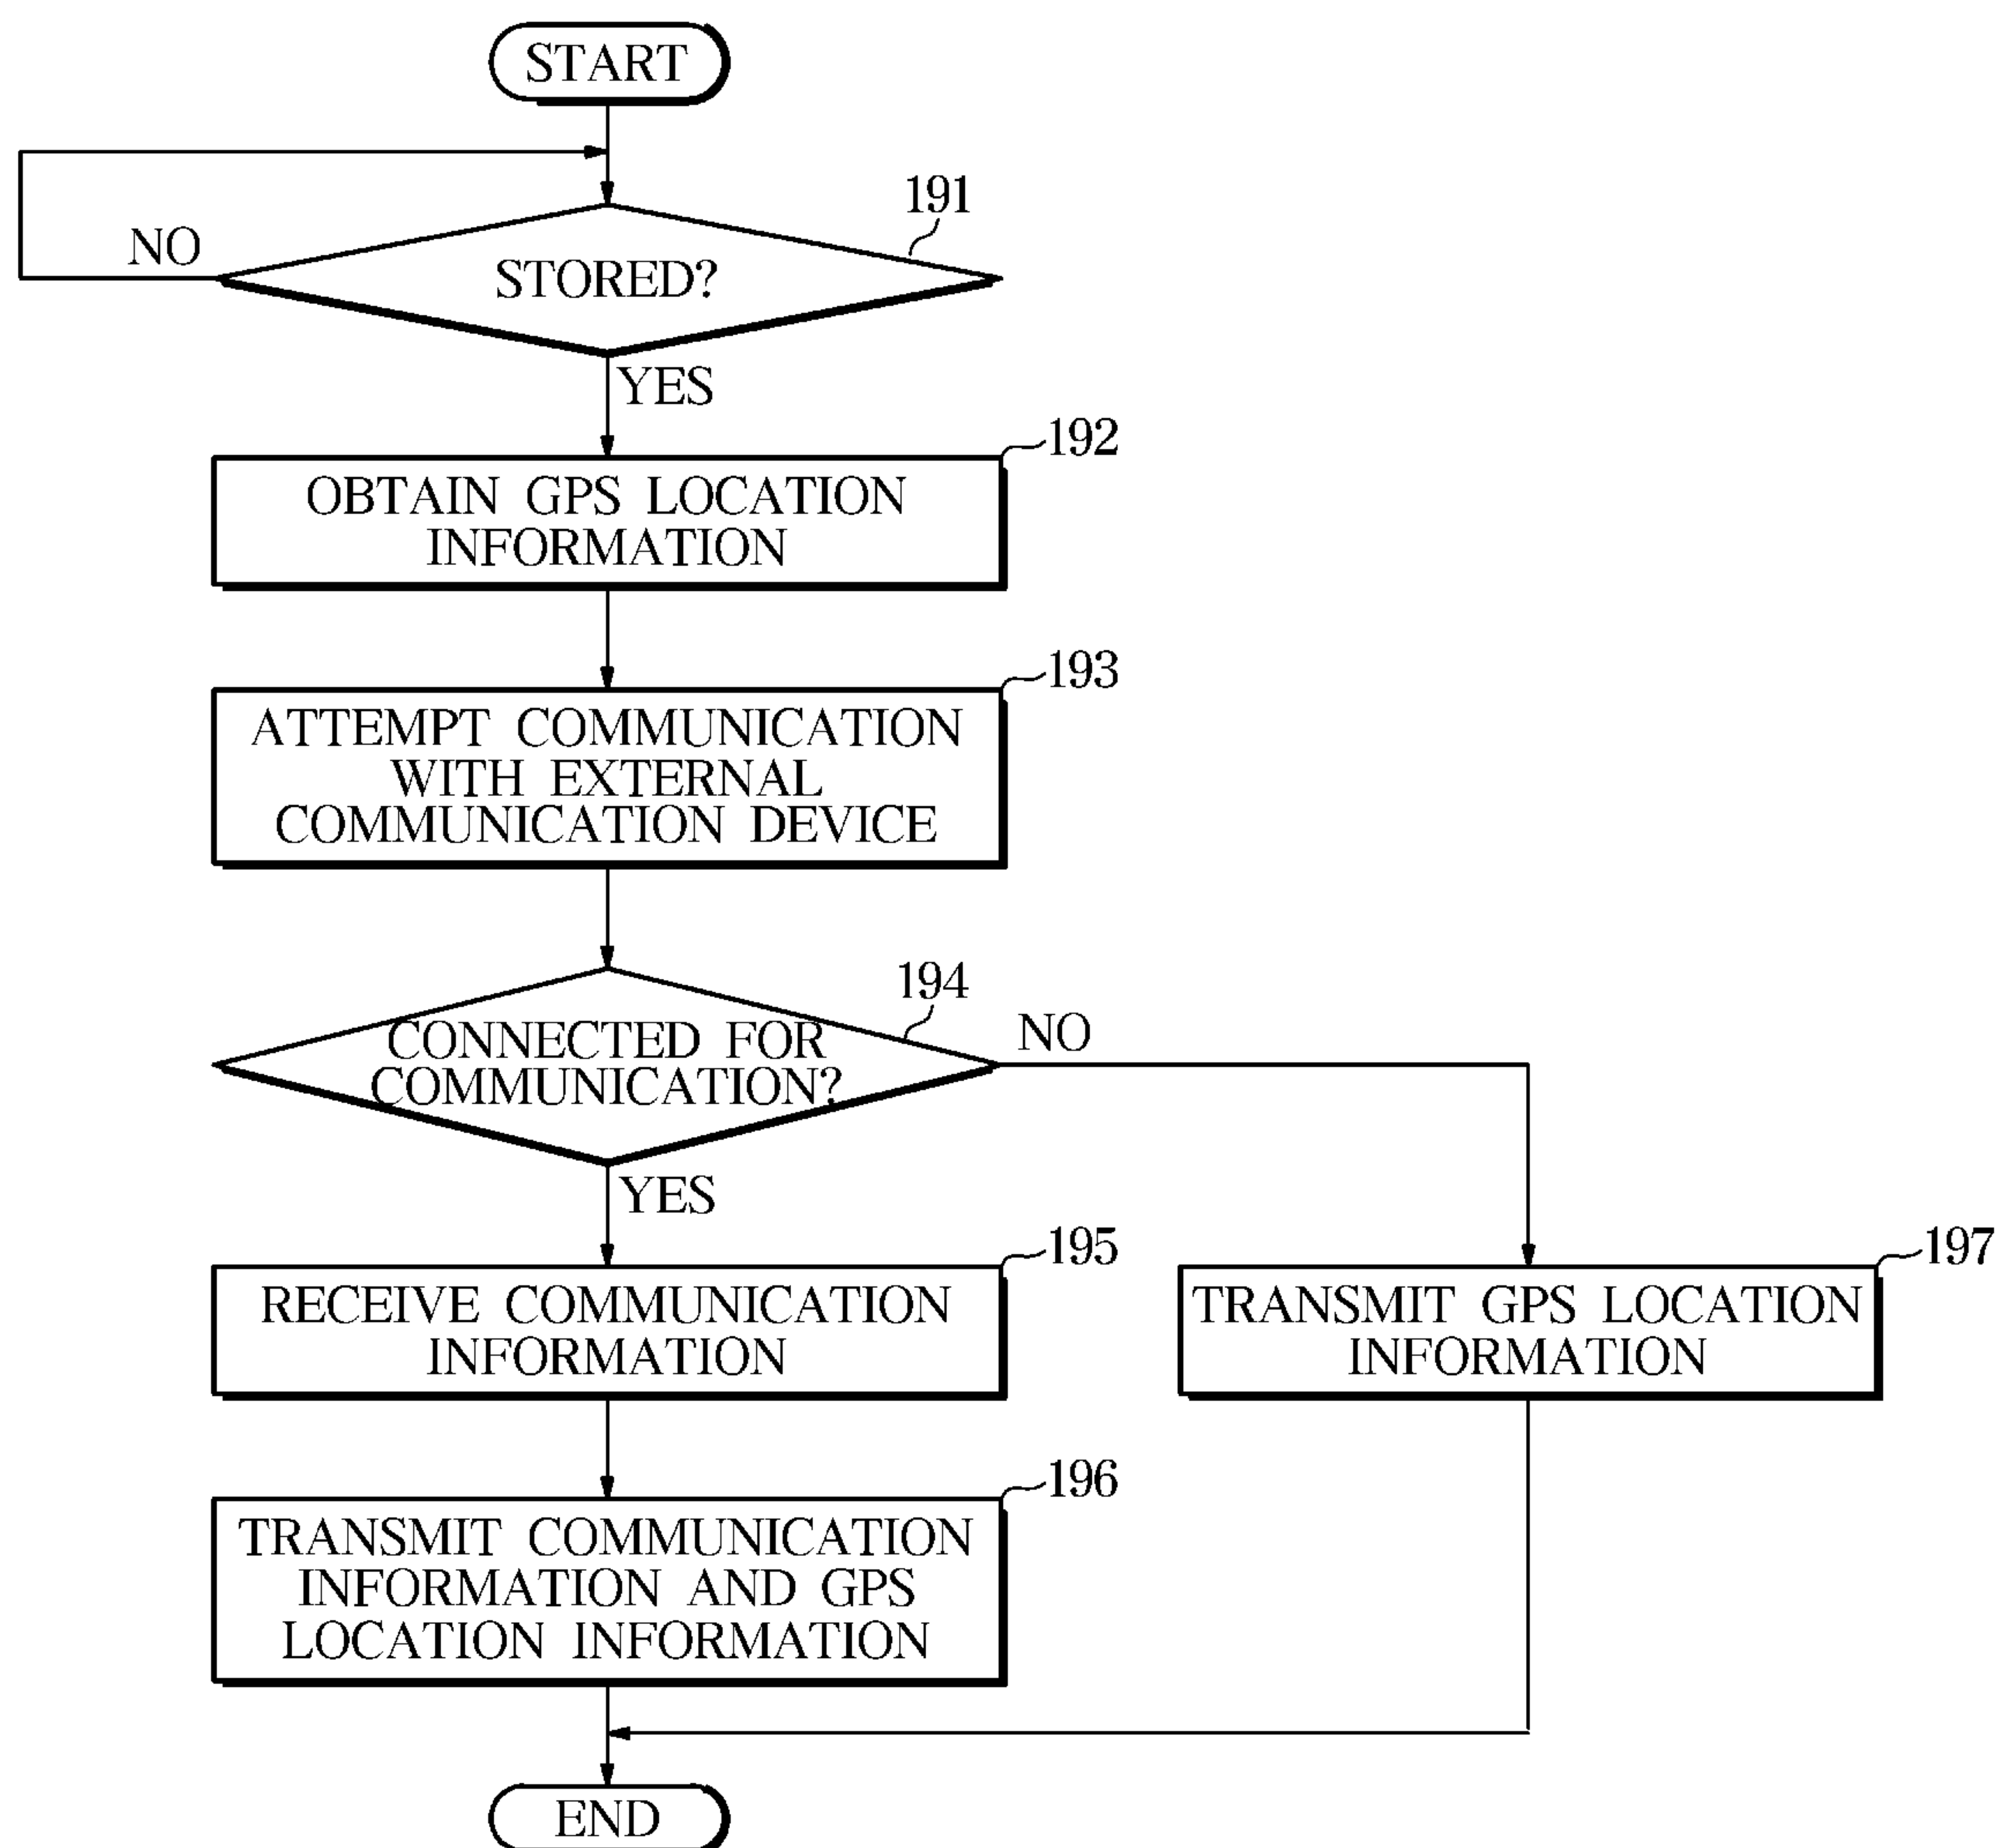 START
191
NO
STORED?
YES
192
OBTAIN GPS LOCATION
INFORMATION
193
ATTEMPT COMMUNICATION
WITH EXTERNAL
COMMUNICATION DEVICE
194
NO
CONNECTED FOR
COMMUNICATION?
YES
195
RECEIVE COMMUNICATION
INFORMATION
197
TRANSMIT GPS LOCATION
INFORMATION
196
TRANSMIT COMMUNICATION
INFORMATION AND GPS
LOCATION INFORMATION
END